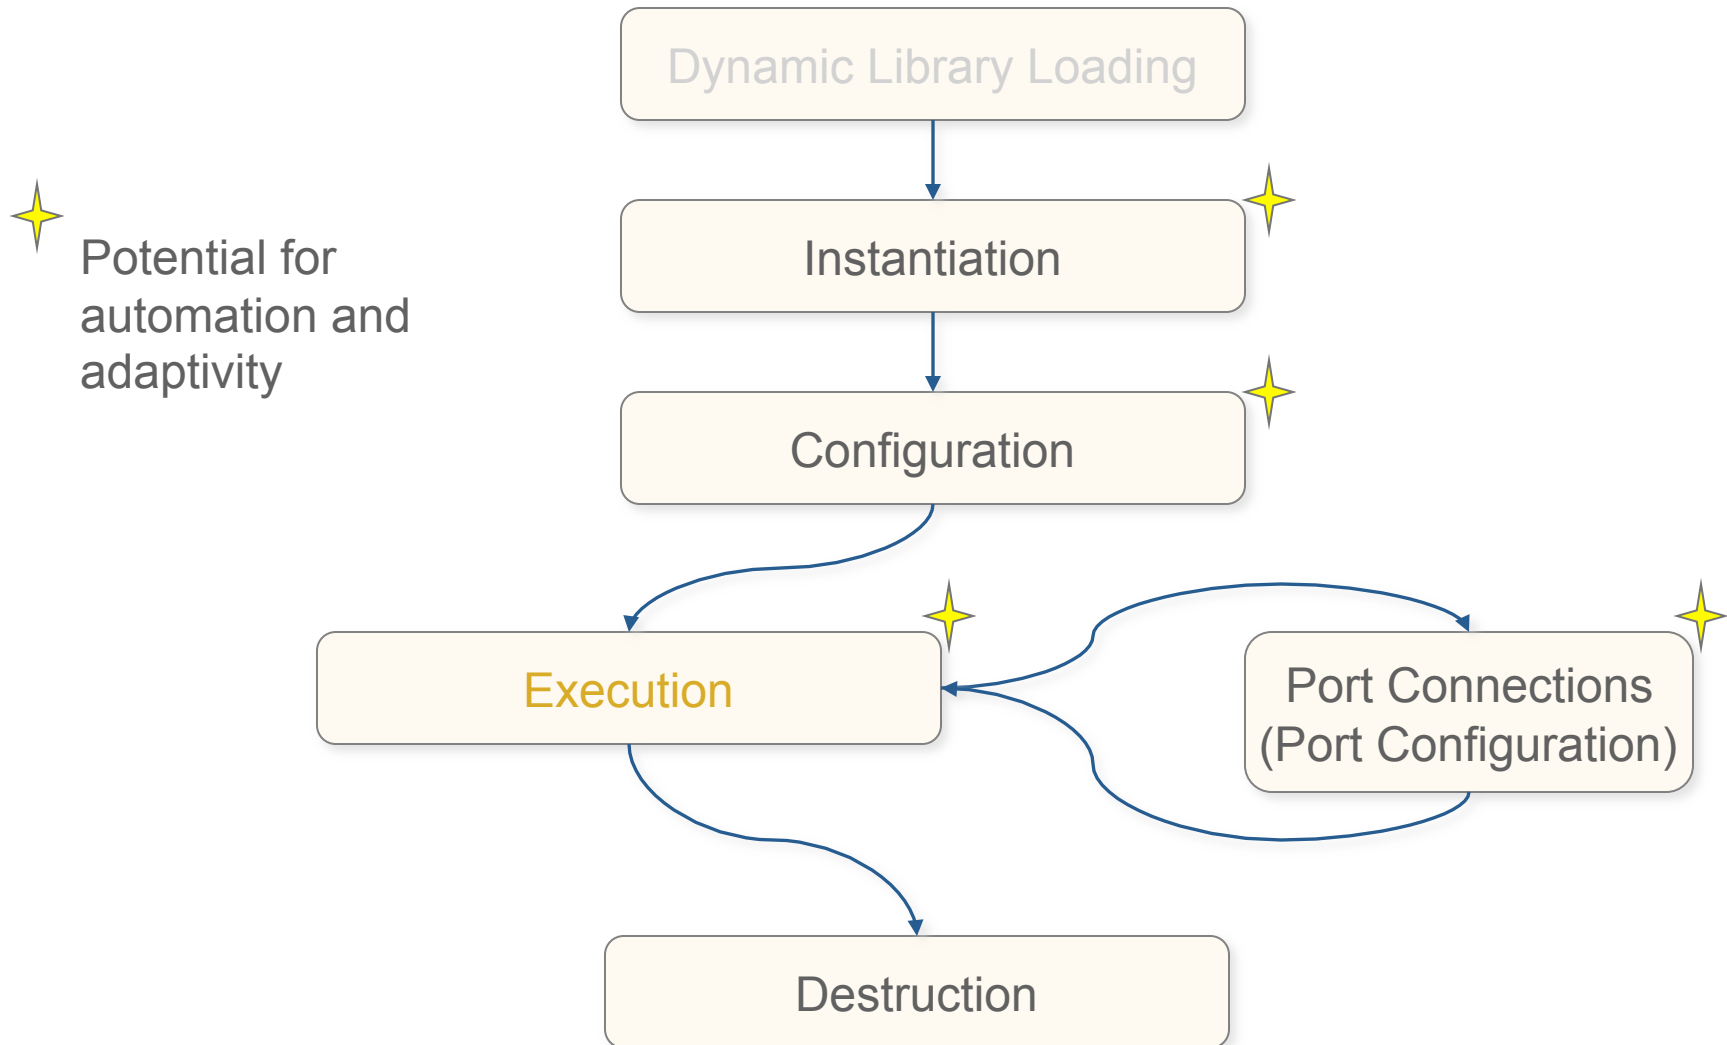 Dynamic Library Loading
Potential for
automation and
adaptivity
Instantiation
Configuration
Execution
Port Connections
(Port Configuration)
Destruction